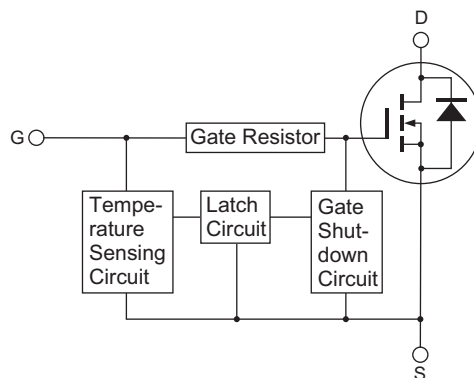 D
G
Gate Resistor
Tempe-
rature
Sensing
Circuit
Latch
Circuit
Gate
Shut-
down
Circuit
S